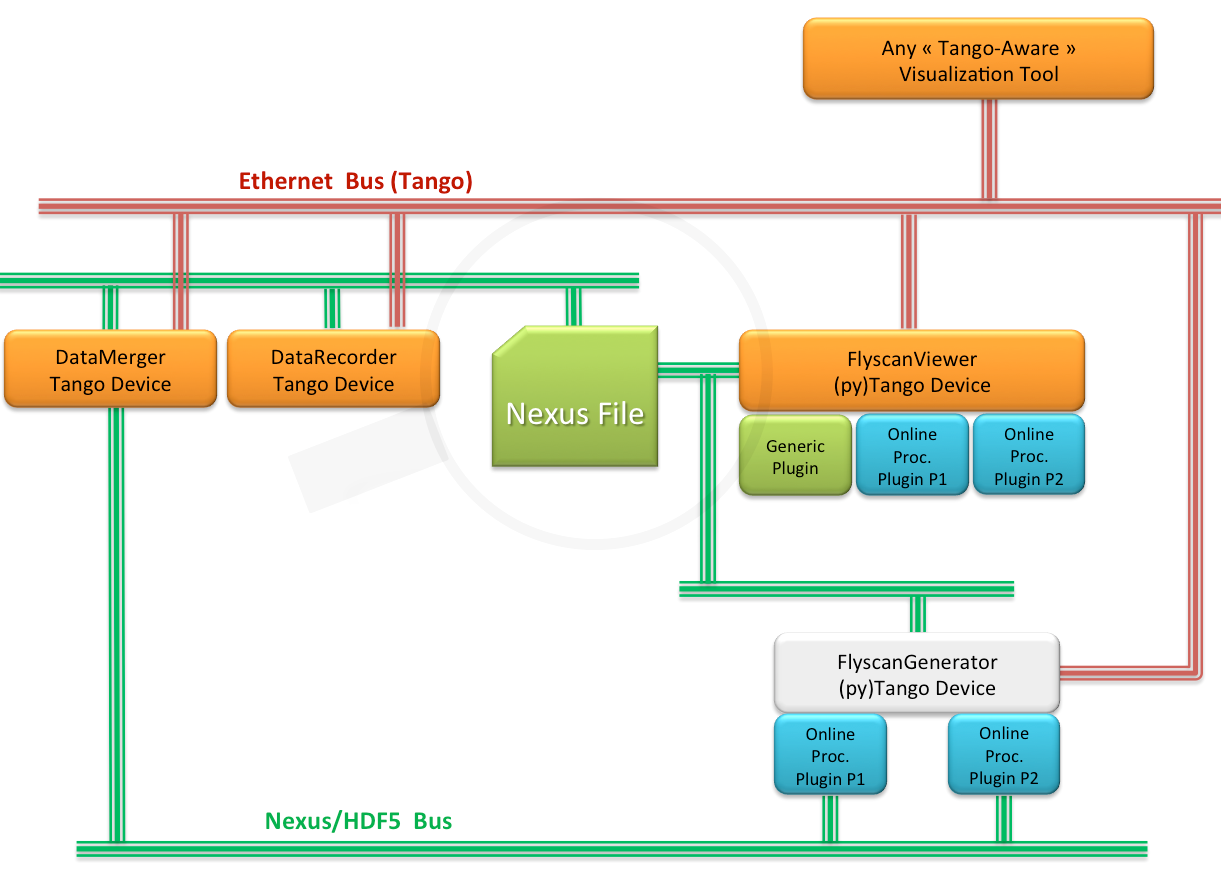 Any « Tango-Aware »
Visualization Tool
Ethernet  Bus (Tango)
DataMerger
Tango Device
DataRecorder
Tango Device
Nexus File
FlyscanViewer
(py)Tango Device
Generic
Plugin
Online
Proc.
Plugin P1
Online
Proc.
Plugin P2
FlyscanGenerator
(py)Tango Device
Online
Proc.
Plugin P1
Online
Proc.
Plugin P2
Nexus/HDF5  Bus